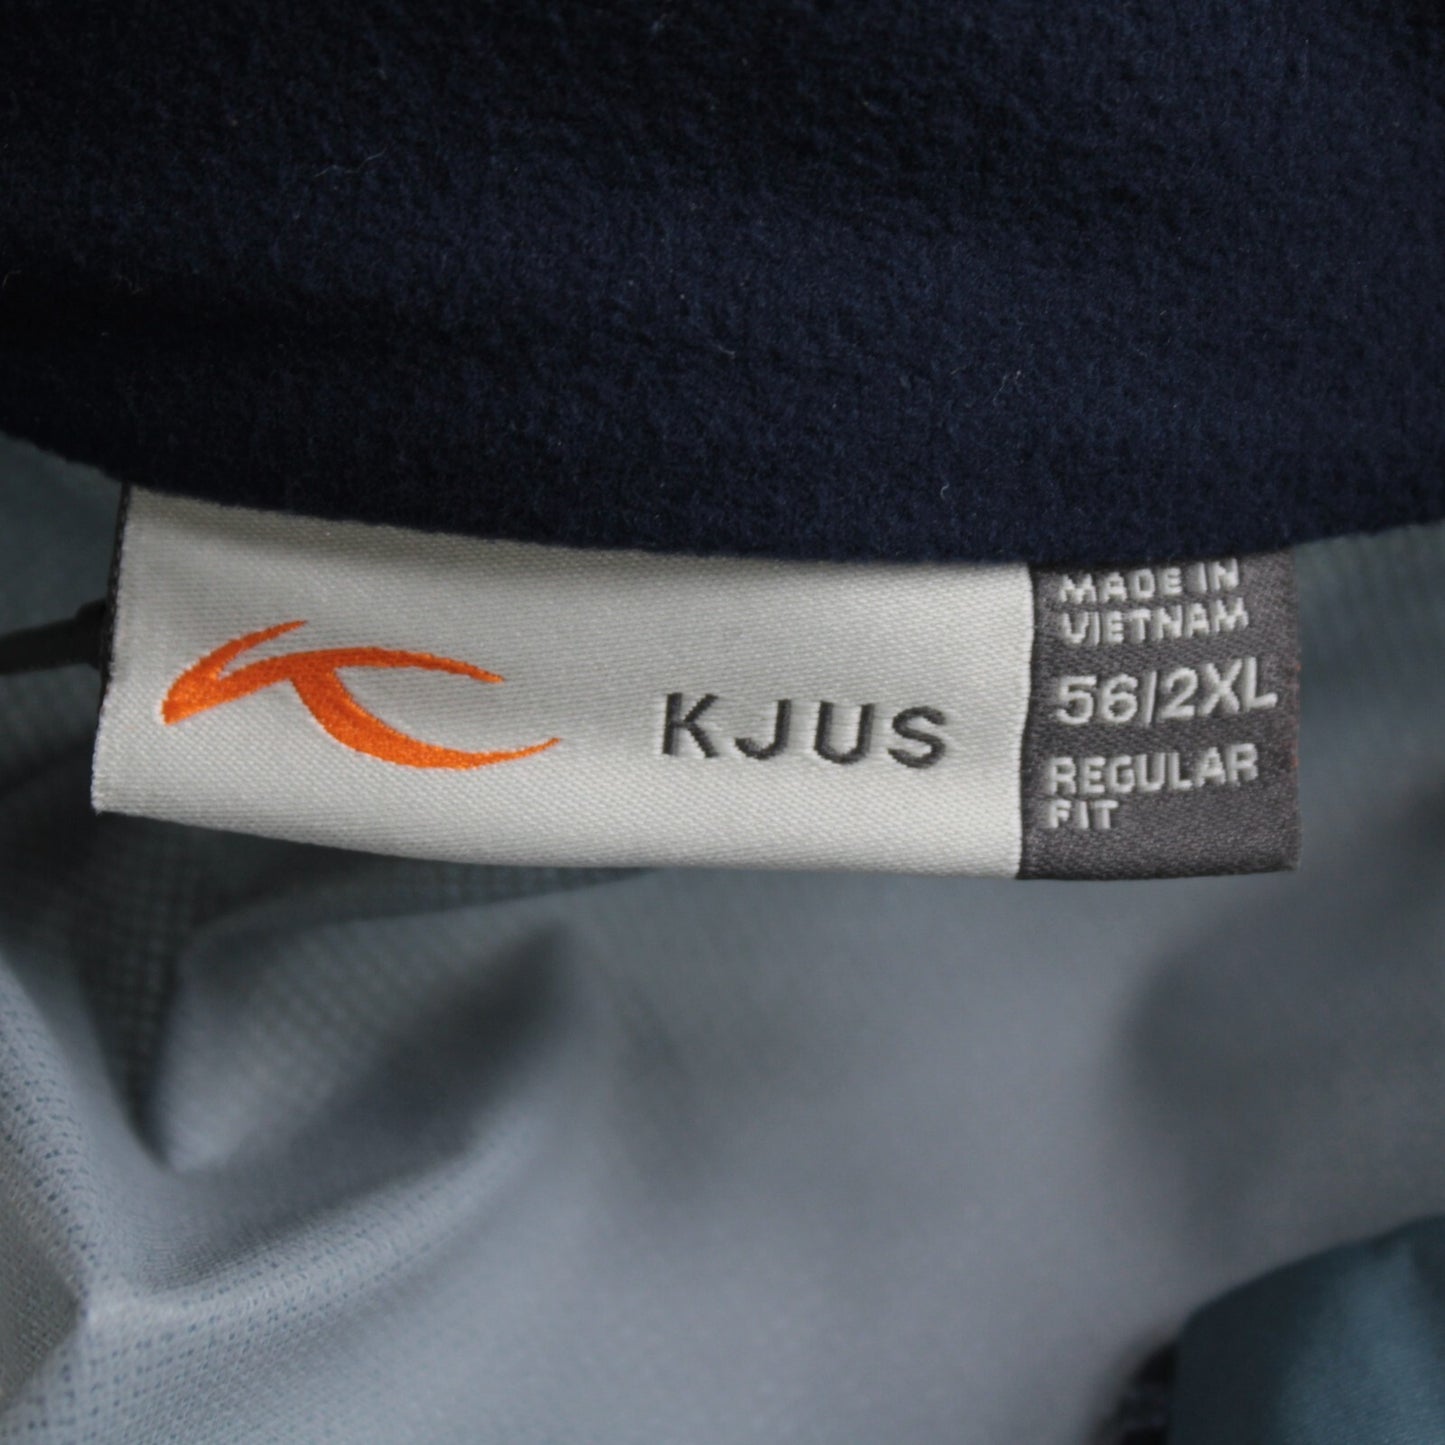 KJUS
MADE IN
VIETNAM
56/2XL
REGULAR
FIT